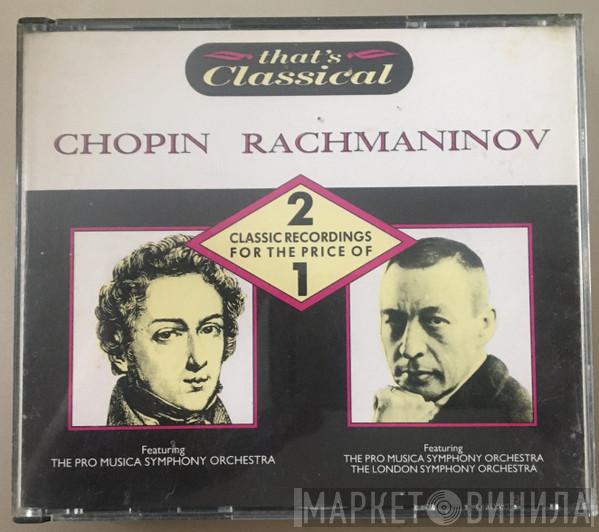 that's
Classical
CHOPIN RACHMANINOV
2
CLASSIC RECORDINGS
FOR THE PRICE OF
1
Featuring
THE PRO MUSICA SYMPHONY ORCHESTRA
Featuring
THE PRO MUSICA SYMPHONY ORCHESTRA
THE LONDON SYMPHONY ORCHESTRA
МАРКЕТ ВИНИЛА